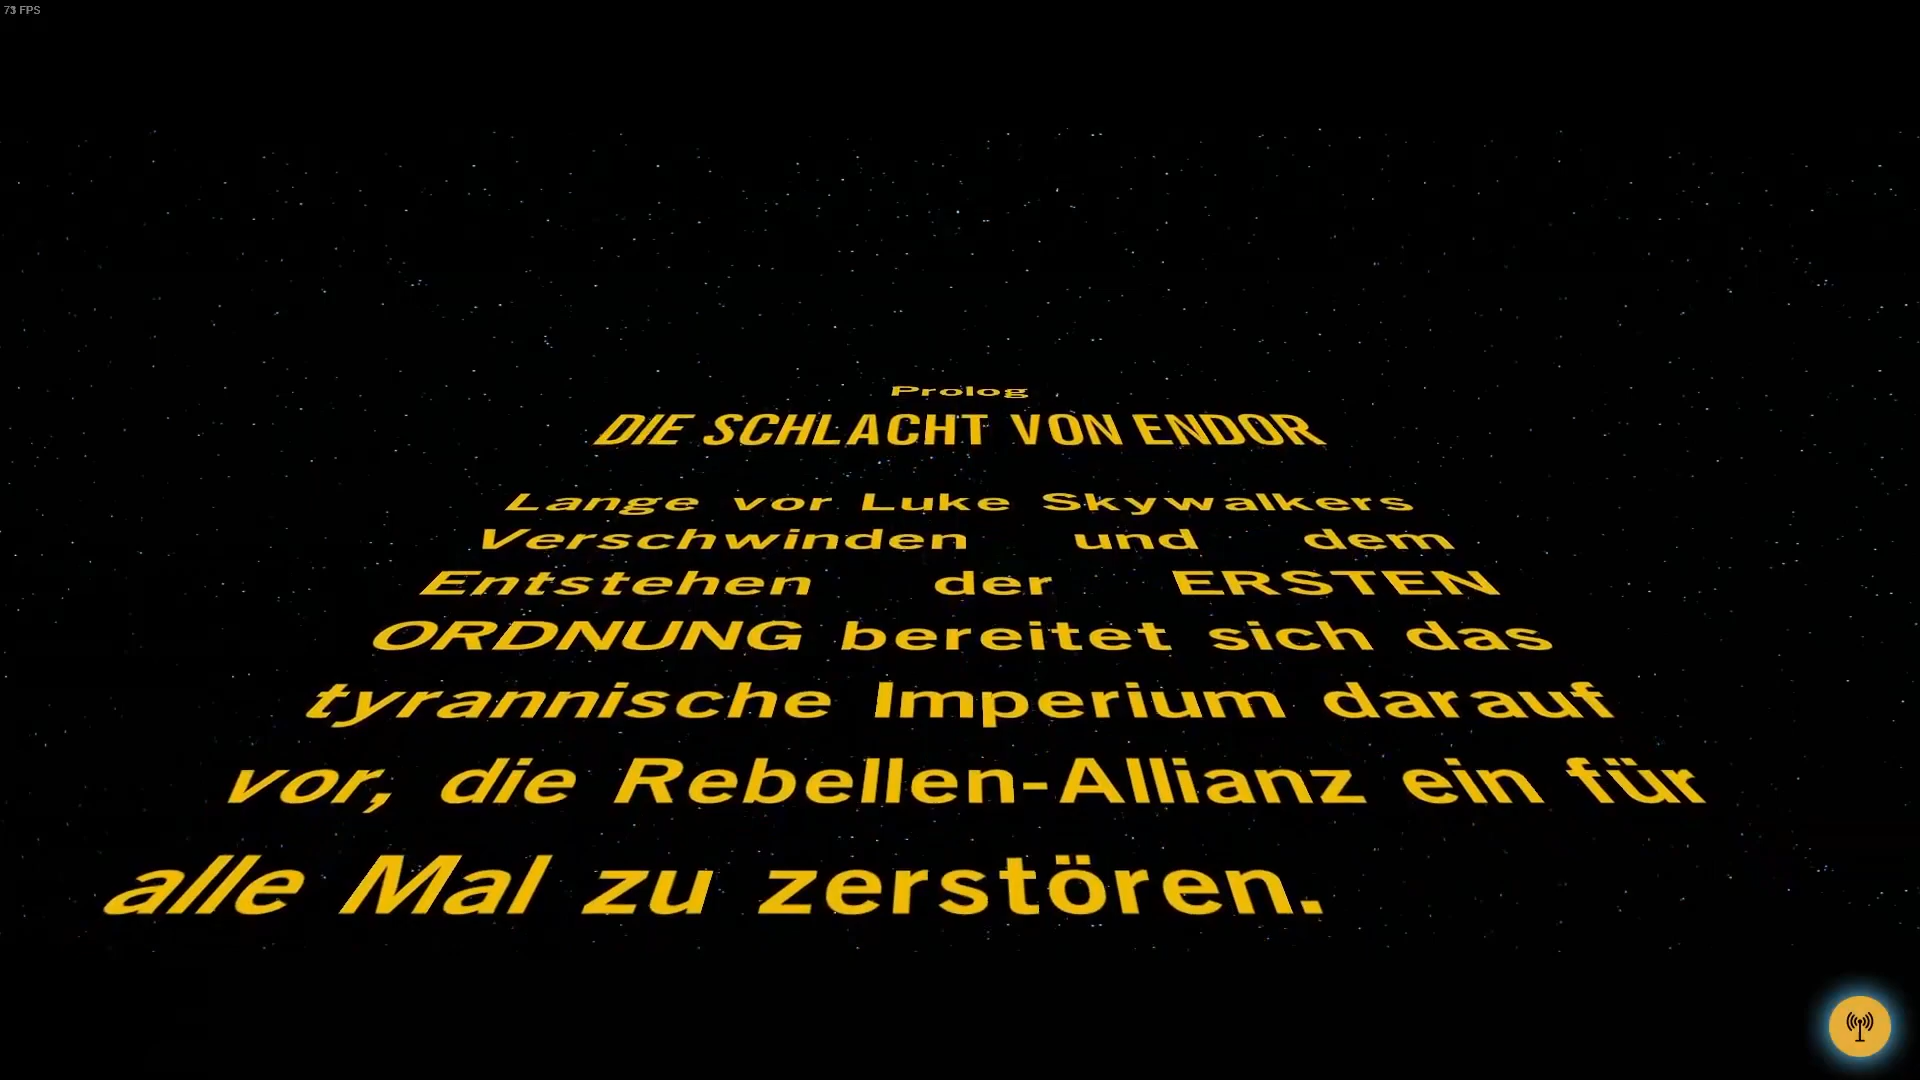 73 FPS
Prolog
DIE SCHLACHT VON ENDOR
Lange vor Luke Skywalkers
Verschwinden und dem
Entstehen der ERSTEN
ORDNUNG bereitet sich das
tyrannische Imperium darauf
vor, die Rebellen-Allianz ein für
alle Mal zu zerstören.